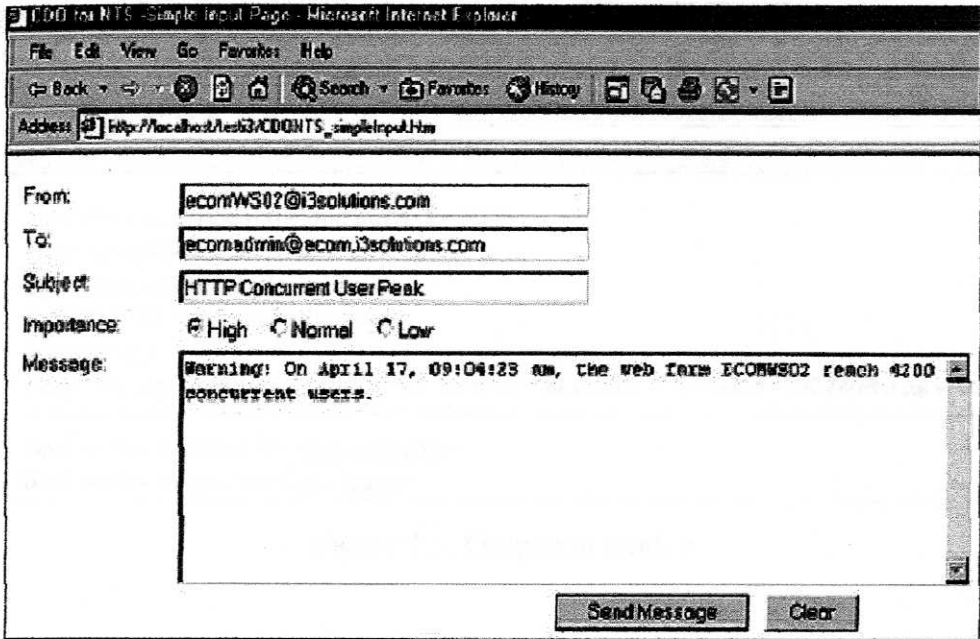 CDO for NTS -Simple Input Page - Microsoft Internet Explorer
File Edit View Go Favorites Help
Back Search Favorites History
Address Http://localhost/Les63/CDONTS_simpleInput.Htm
From: ecomWS02@i3solutions.com
To: ecomadmin@ecom.i3solutions.com
Subject: HTTP Concurrent User Peak
Importance: High Normal Low
Message: Warning: On April 17, 09:04:23 am, the web farm ECOMWS02 reach 4200
concurrent users.
Send Message Clear